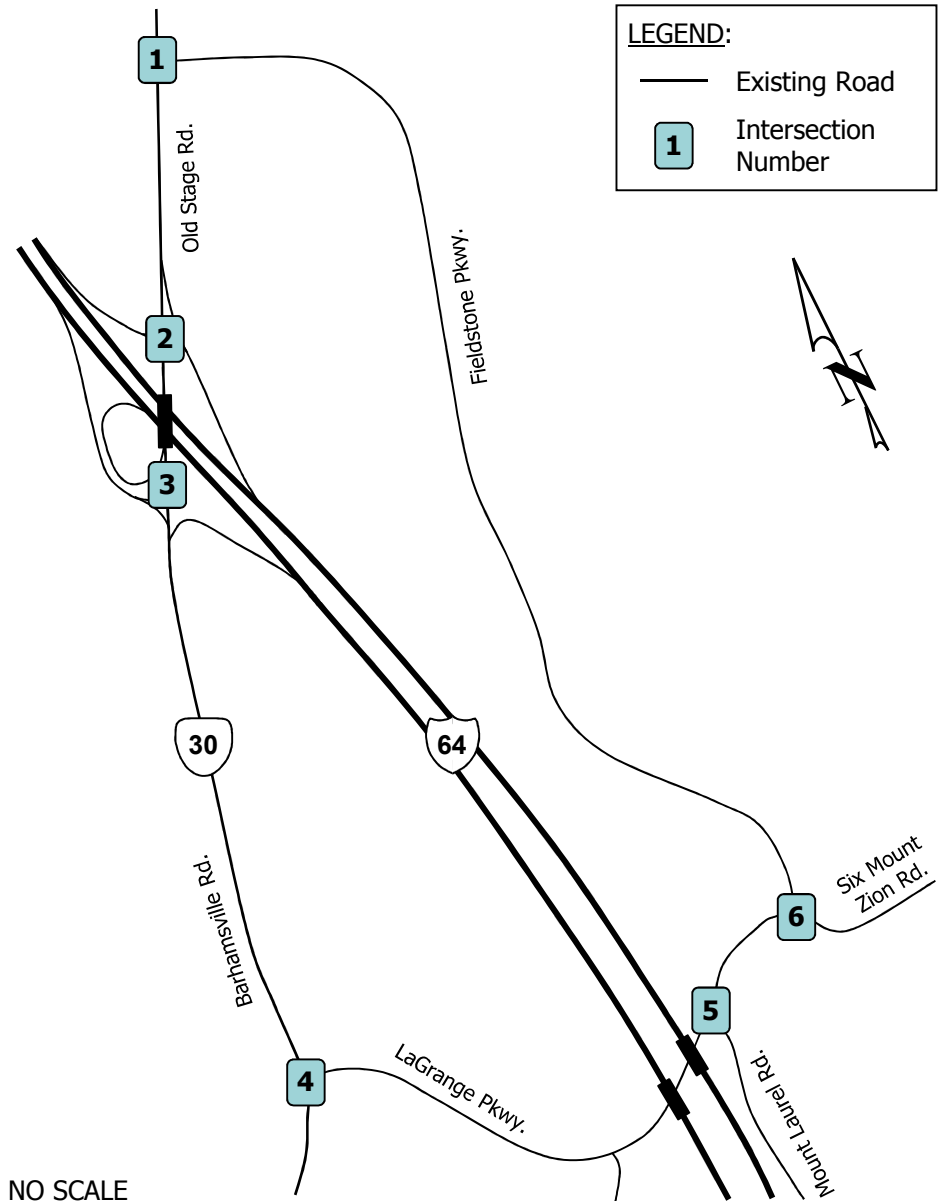 LEGEND:
Existing Road
1
Intersection
Number
1
Old Stage Rd.
Fieldstone Pkwy.
2
N
3
30
64
Barhamsville Rd.
Six Mount
Zion Rd.
6
5
LaGrange Pkwy.
4
Mount Laurel Rd.
NO SCALE